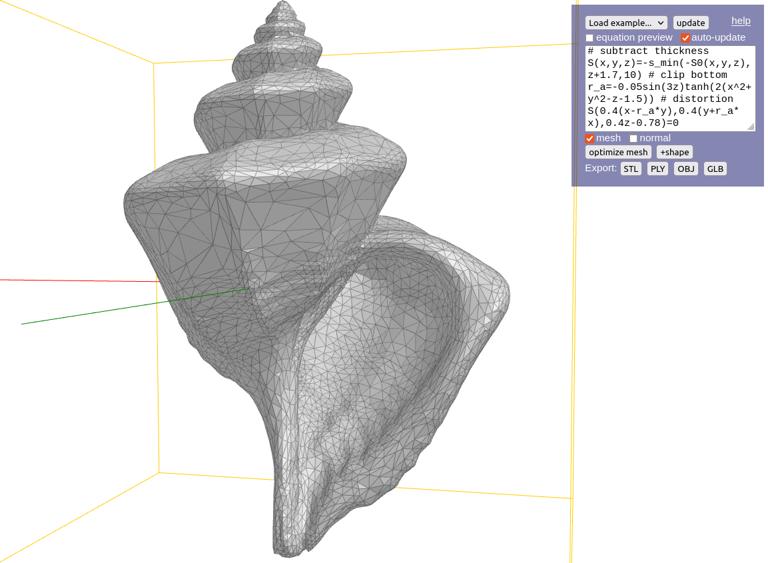 Load example...
update
help
equation preview
auto-update
# subtract thickness
S(x,y,z)=-s_min(-S0(x,y,z),
z+1.7,10) # clip bottom
r_a=-0.05sin(3z)tanh(2(x^2+
y^2-z-1.5)) # distortion
S(0.4(x-r_a*y),0.4(y+r_a*
x),0.4z-0.78)=0
mesh
normal
optimize mesh
+shape
Export:
STL
PLY
OBJ
GLB